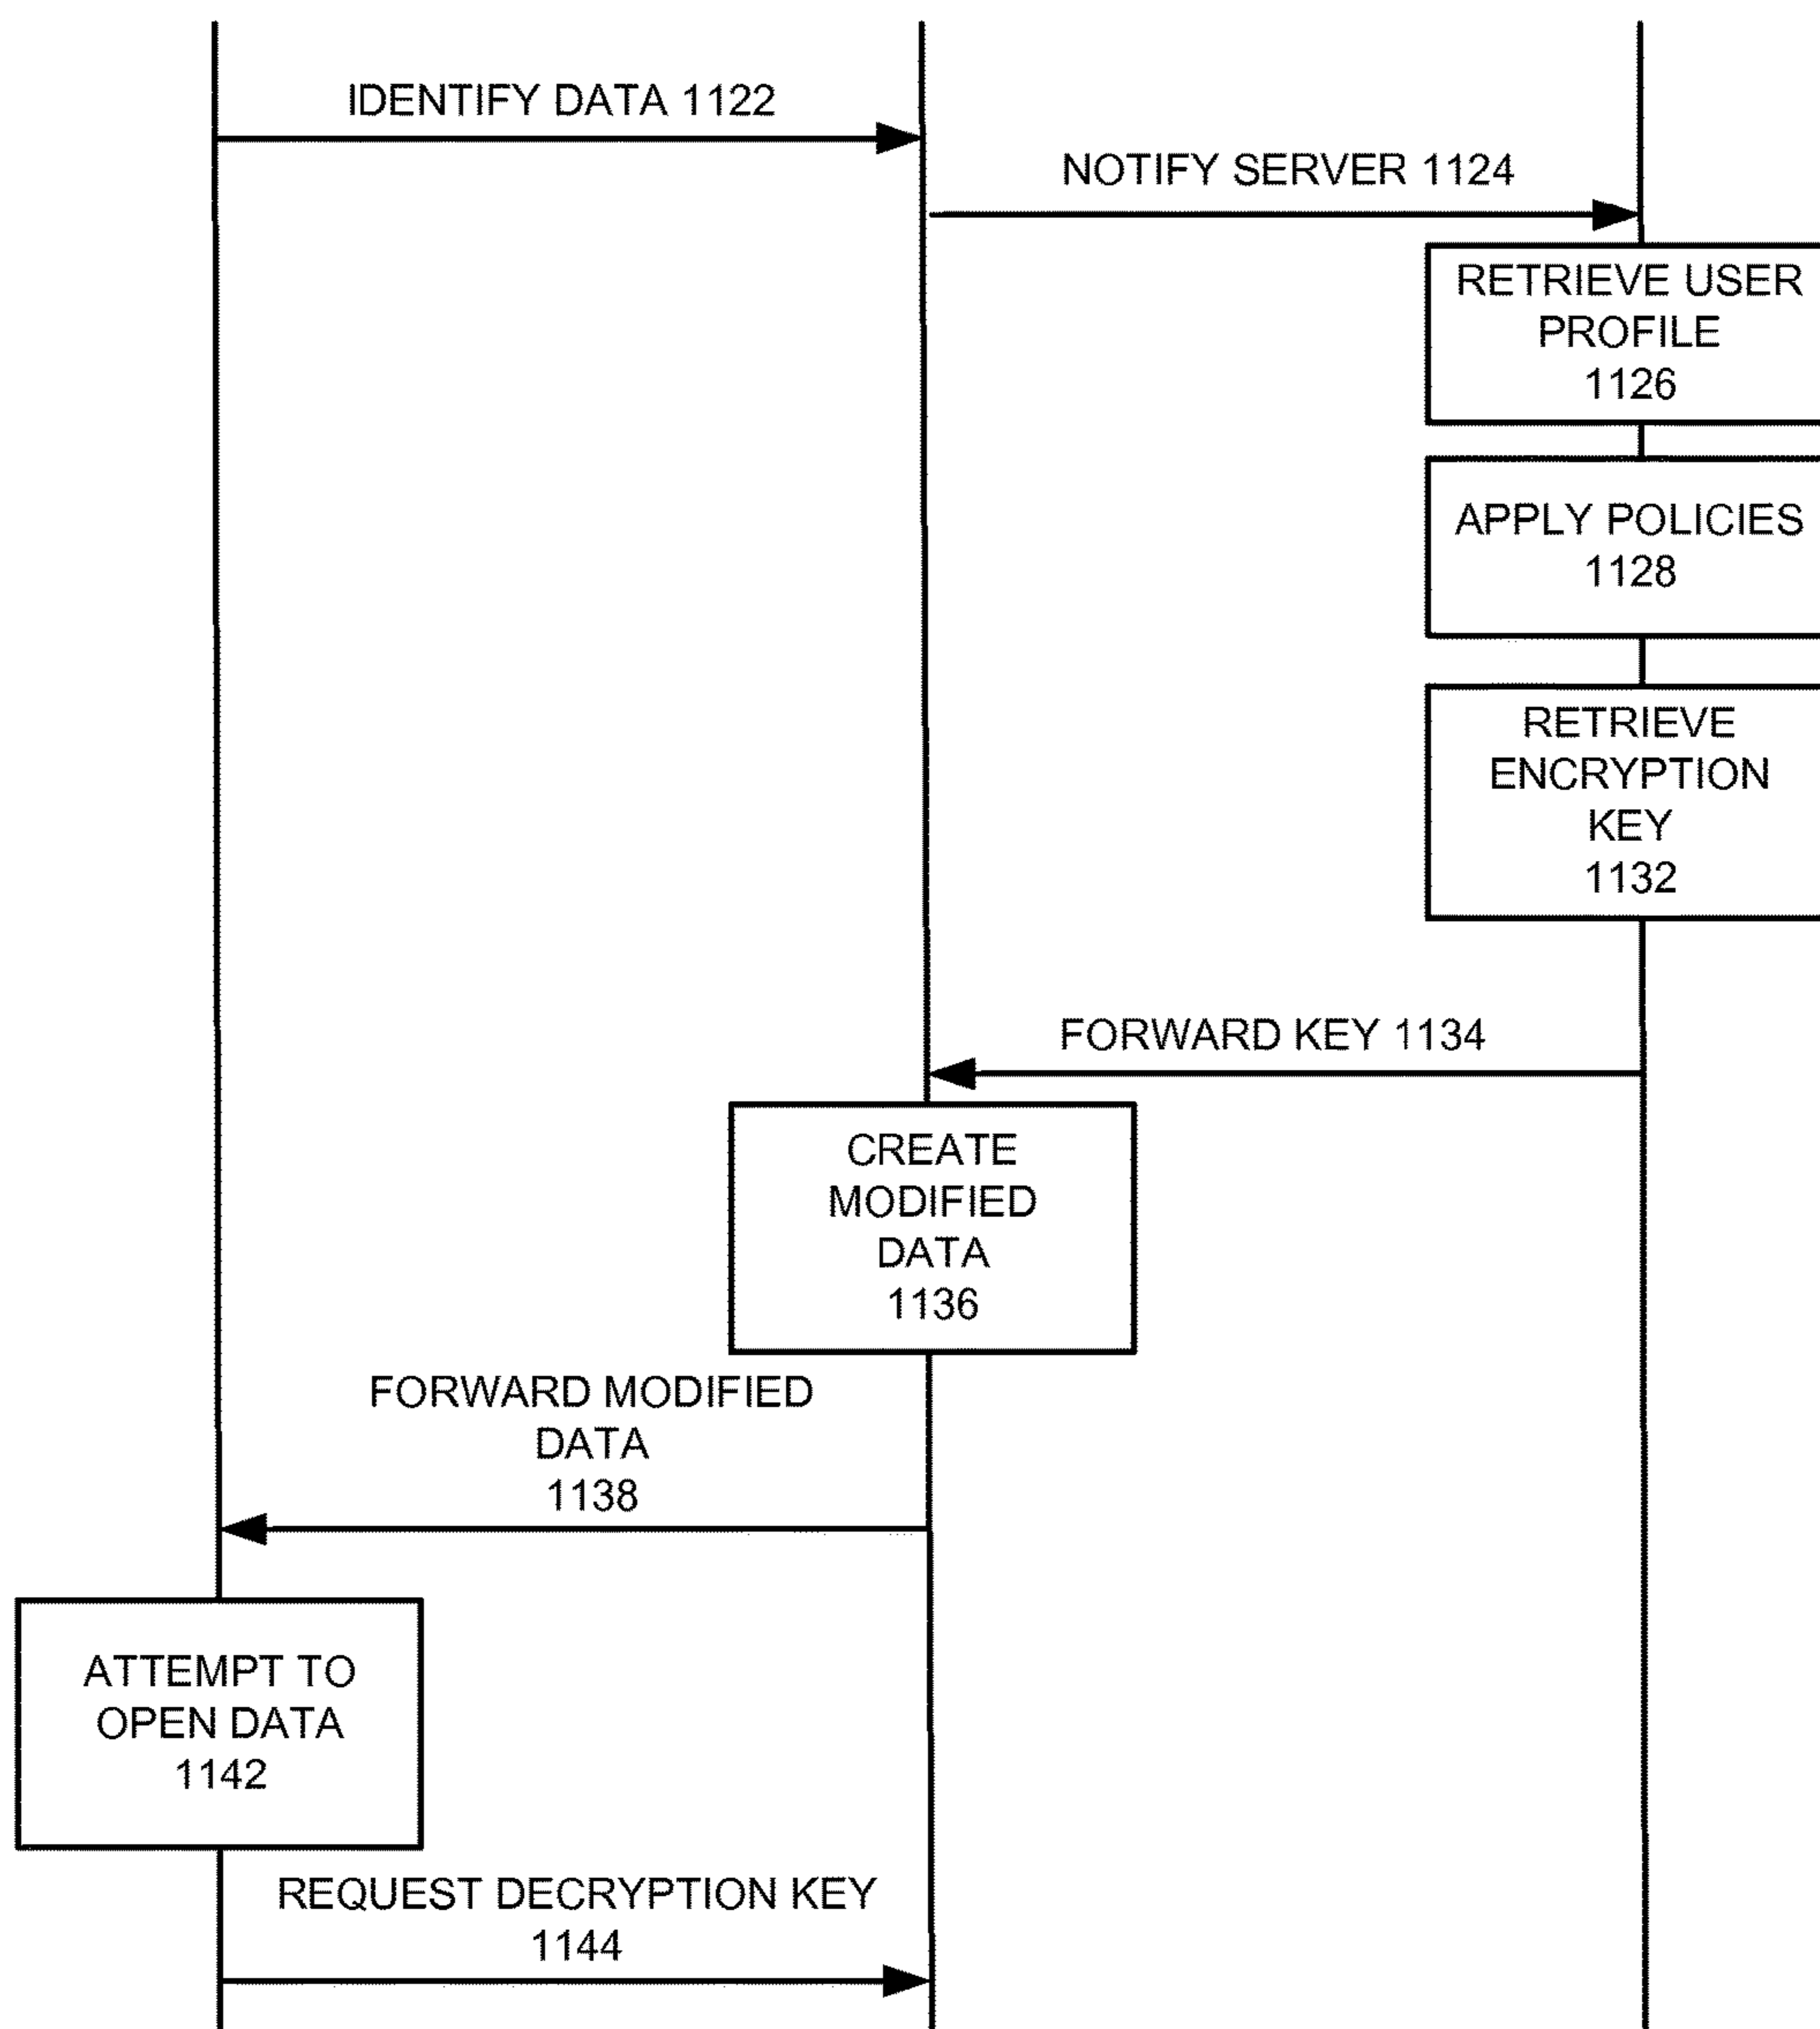 IDENTIFY DATA 1122
NOTIFY SERVER 1124
RETRIEVE USER
PROFILE
1126
APPLY POLICIES
1128
RETRIEVE
ENCRYPTION
KEY
1132
FORWARD KEY 1134
CREATE
MODIFIED
DATA
1136
FORWARD MODIFIED
DATA
1138
ATTEMPT TO
OPEN DATA
1142
REQUEST DECRYPTION KEY
1144